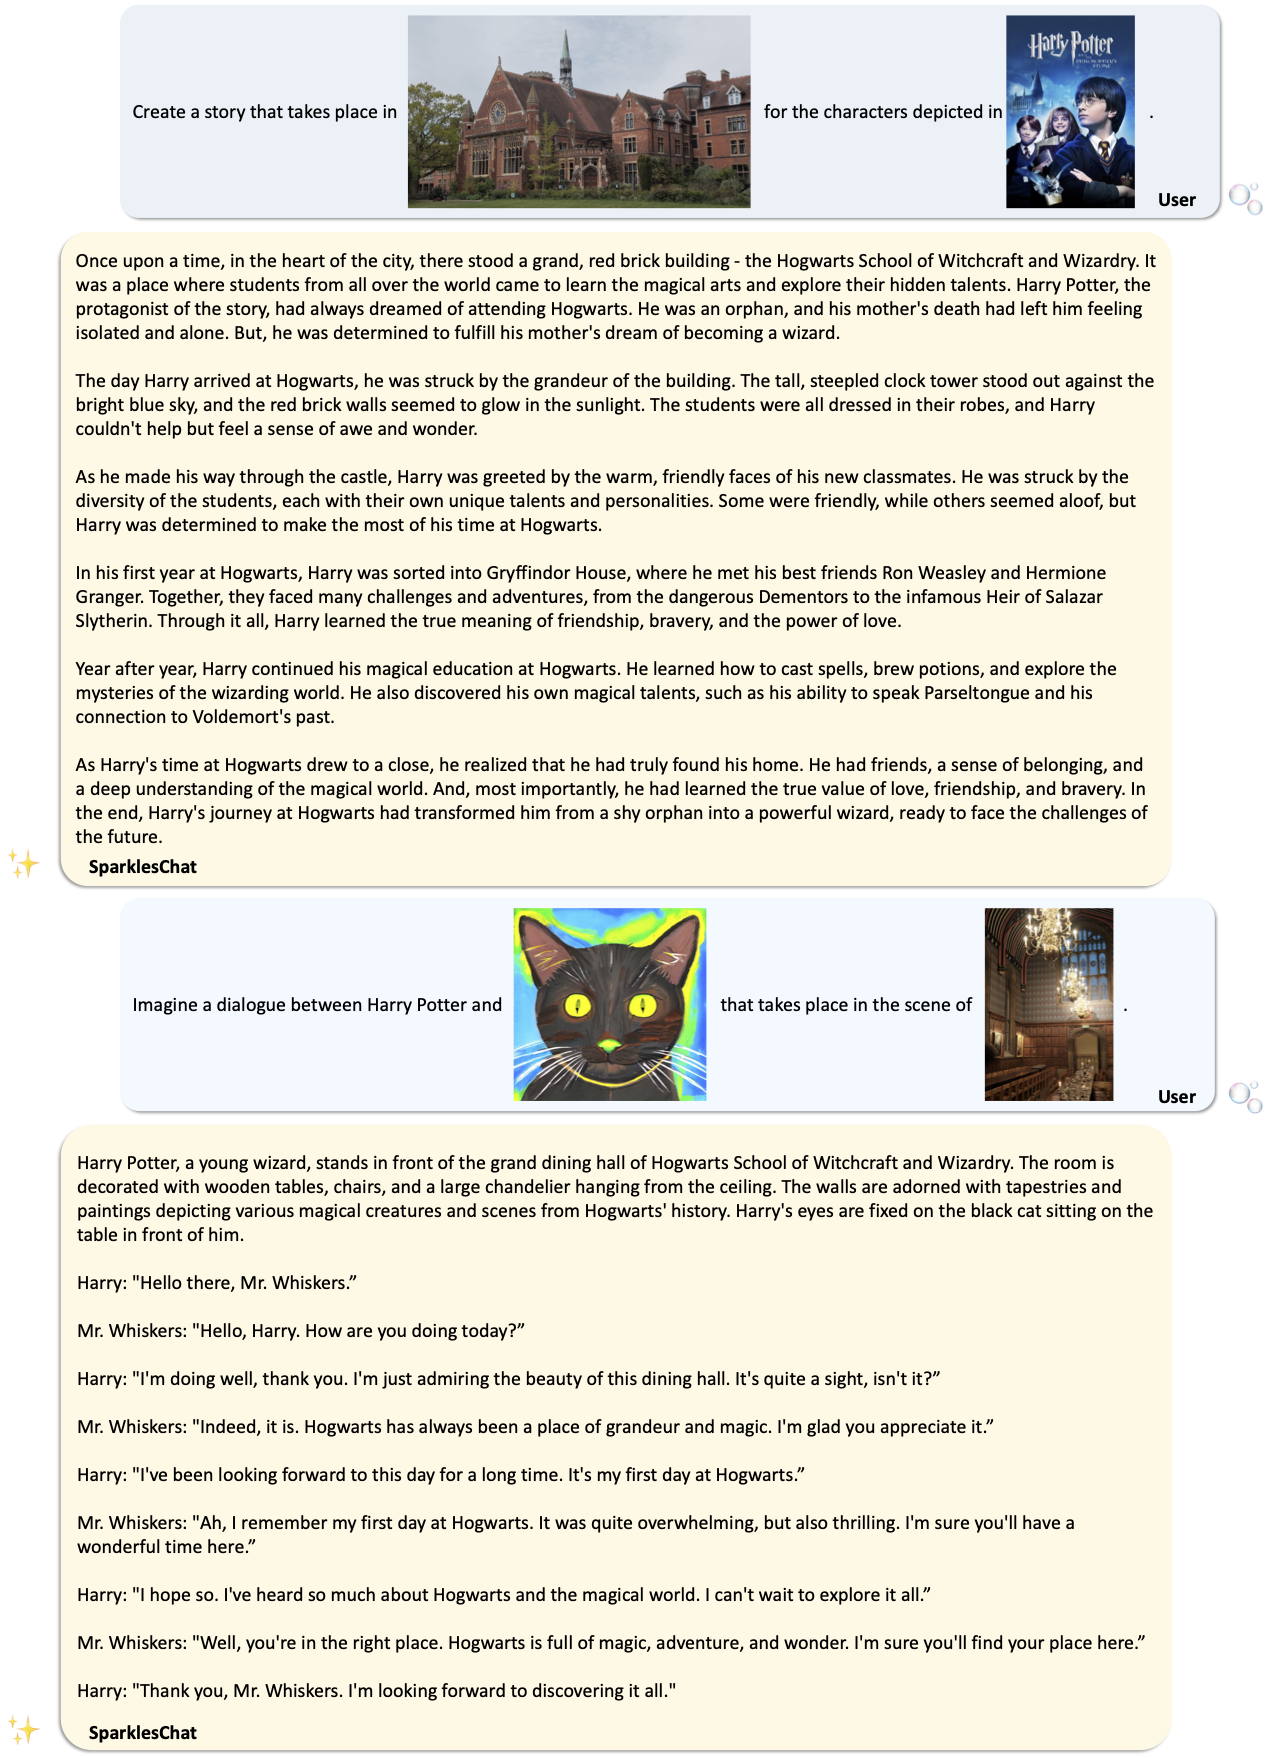 Create a story that takes place in
for the characters depicted in
.
Harry Potter
User
Once upon a time, in the heart of the city, there stood a grand, red brick building - the Hogwarts School of Witchcraft and Wizardry. It
was a place where students from all over the world came to learn the magical arts and explore their hidden talents. Harry Potter, the
protagonist of the story, had always dreamed of attending Hogwarts. He was an orphan, and his mother's death had left him feeling
isolated and alone. But, he was determined to fulfill his mother's dream of becoming a wizard.
The day Harry arrived at Hogwarts, he was struck by the grandeur of the building. The tall, steepled clock tower stood out against the
bright blue sky, and the red brick walls seemed to glow in the sunlight. The students were all dressed in their robes, and Harry
couldn't help but feel a sense of awe and wonder.
As he made his way through the castle, Harry was greeted by the warm, friendly faces of his new classmates. He was struck by the
diversity of the students, each with their own unique talents and personalities. Some were friendly, while others seemed aloof, but
Harry was determined to make the most of his time at Hogwarts.
In his first year at Hogwarts, Harry was sorted into Gryffindor House, where he met his best friends Ron Weasley and Hermione
Granger. Together, they faced many challenges and adventures, from the dangerous Dementors to the infamous Heir of Salazar
Slytherin. Through it all, Harry learned the true meaning of friendship, bravery, and the power of love.
Year after year, Harry continued his magical education at Hogwarts. He learned how to cast spells, brew potions, and explore the
mysteries of the wizarding world. He also discovered his own magical talents, such as his ability to speak Parseltongue and his
connection to Voldemort's past.
As Harry's time at Hogwarts drew to a close, he realized that he had truly found his home. He had friends, a sense of belonging, and
a deep understanding of the magical world. And, most importantly, he had learned the true value of love, friendship, and bravery. In
the end, Harry's journey at Hogwarts had transformed him from a shy orphan into a powerful wizard, ready to face the challenges of
the future.
SparklesChat
Imagine a dialogue between Harry Potter and
that takes place in the scene of
.
User
Harry Potter, a young wizard, stands in front of the grand dining hall of Hogwarts School of Witchcraft and Wizardry. The room is
decorated with wooden tables, chairs, and a large chandelier hanging from the ceiling. The walls are adorned with tapestries and
paintings depicting various magical creatures and scenes from Hogwarts' history. Harry's eyes are fixed on the black cat sitting on the
table in front of him.
Harry: "Hello there, Mr. Whiskers.”
Mr. Whiskers: "Hello, Harry. How are you doing today?”
Harry: "I'm doing well, thank you. I'm just admiring the beauty of this dining hall. It's quite a sight, isn't it?”
Mr. Whiskers: "Indeed, it is. Hogwarts has always been a place of grandeur and magic. I'm glad you appreciate it.”
Harry: "I've been looking forward to this day for a long time. It's my first day at Hogwarts.”
Mr. Whiskers: "Ah, I remember my first day at Hogwarts. It was quite overwhelming, but also thrilling. I'm sure you'll have a
wonderful time here.”
Harry: "I hope so. I've heard so much about Hogwarts and the magical world. I can't wait to explore it all.”
Mr. Whiskers: "Well, you're in the right place. Hogwarts is full of magic, adventure, and wonder. I'm sure you'll find your place here.”
Harry: "Thank you, Mr. Whiskers. I'm looking forward to discovering it all."
SparklesChat